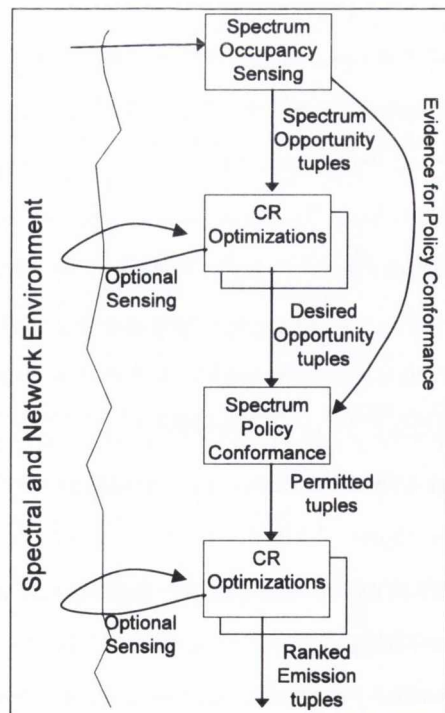 Spectrum
Occupancy
Sensing
Spectrum
Opportunity
tuples
Evidence for Policy Conformance
Spectral and Network Environment
CR
Optimizations
Optional
Sensing
Desired
Opportunity
tuples
Spectrum
Policy
Conformance
Permitted
tuples
CR
Optimizations
Optional
Sensing
Ranked
Emission
tuples